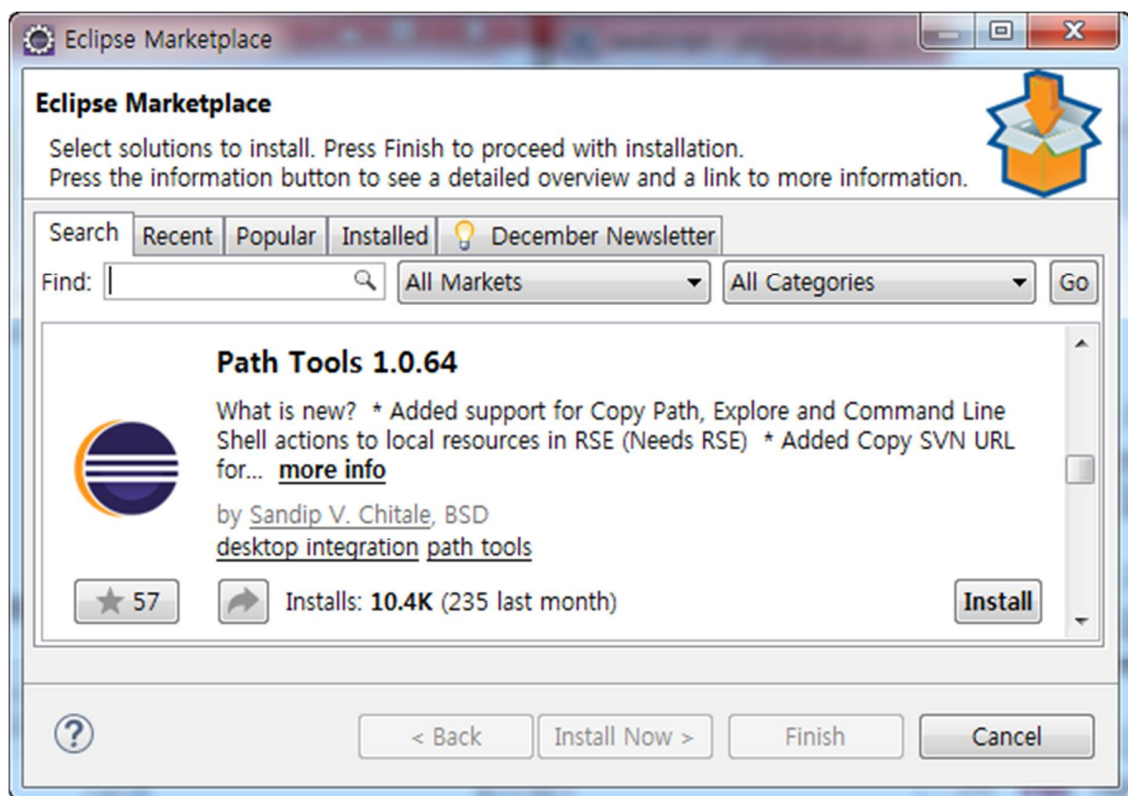 Eclipse Marketplace
Eclipse Marketplace
Select solutions to install. Press Finish to proceed with installation.
Press the information button to see a detailed overview and a link to more information.
Search Recent Popular Installed December Newsletter
Find: All Markets All Categories Go
Path Tools 1.0.64
What is new?  * Added support for Copy Path, Explore and Command Line
Shell actions to local resources in RSE (Needs RSE)  * Added Copy SVN URL
for... more info
by Sandip V. Chitale, BSD
desktop integration path tools
57 Installs: 10.4K (235 last month) Install
? < Back Install Now > Finish Cancel